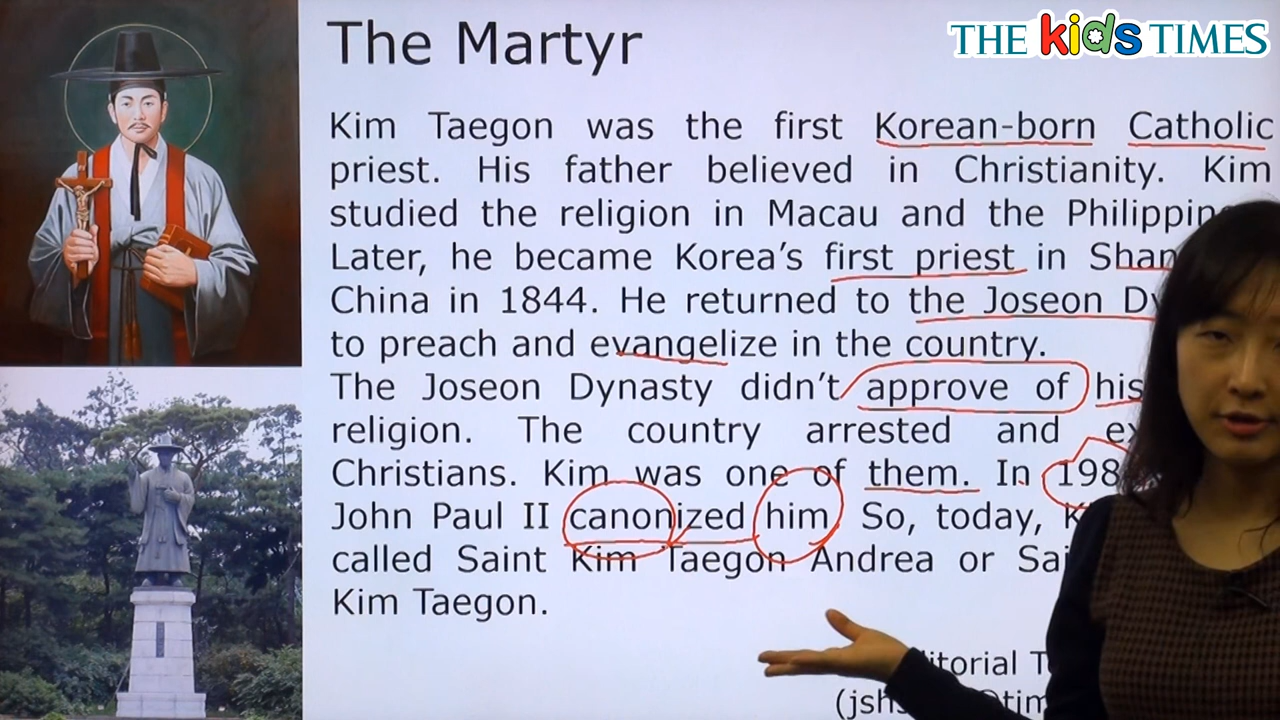 The Martyr
THE kids TIMES
Kim Taegon was the first Korean-born Catholic
priest. His father believed in Christianity. Kim
studied the religion in Macau and the
Later, he became Korea's first priest in
China in 1844. He returned to the Joseon
to preach and evangelize in the country.
The Joseon Dynasty didn't approve of his
religion. The country arrested and
Christians. Kim was one of them. In
John Paul II canonized him. So, today,
called Saint Kim Taegon Andrea or
Kim Taegon.